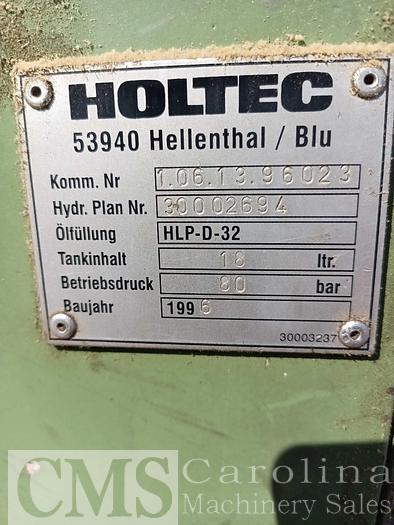 HOLTEC
53940 Hellenthal / Blu
Komm. Nr 1.06.13.96023
Hydr. Plan Nr. 30002694
Ölfüllung HLP-D-32
Tankinhalt 18 ltr.
Betriebsdruck 80 bar
Baujahr 1996
30003237
CMS Carolina
Machinery Sales